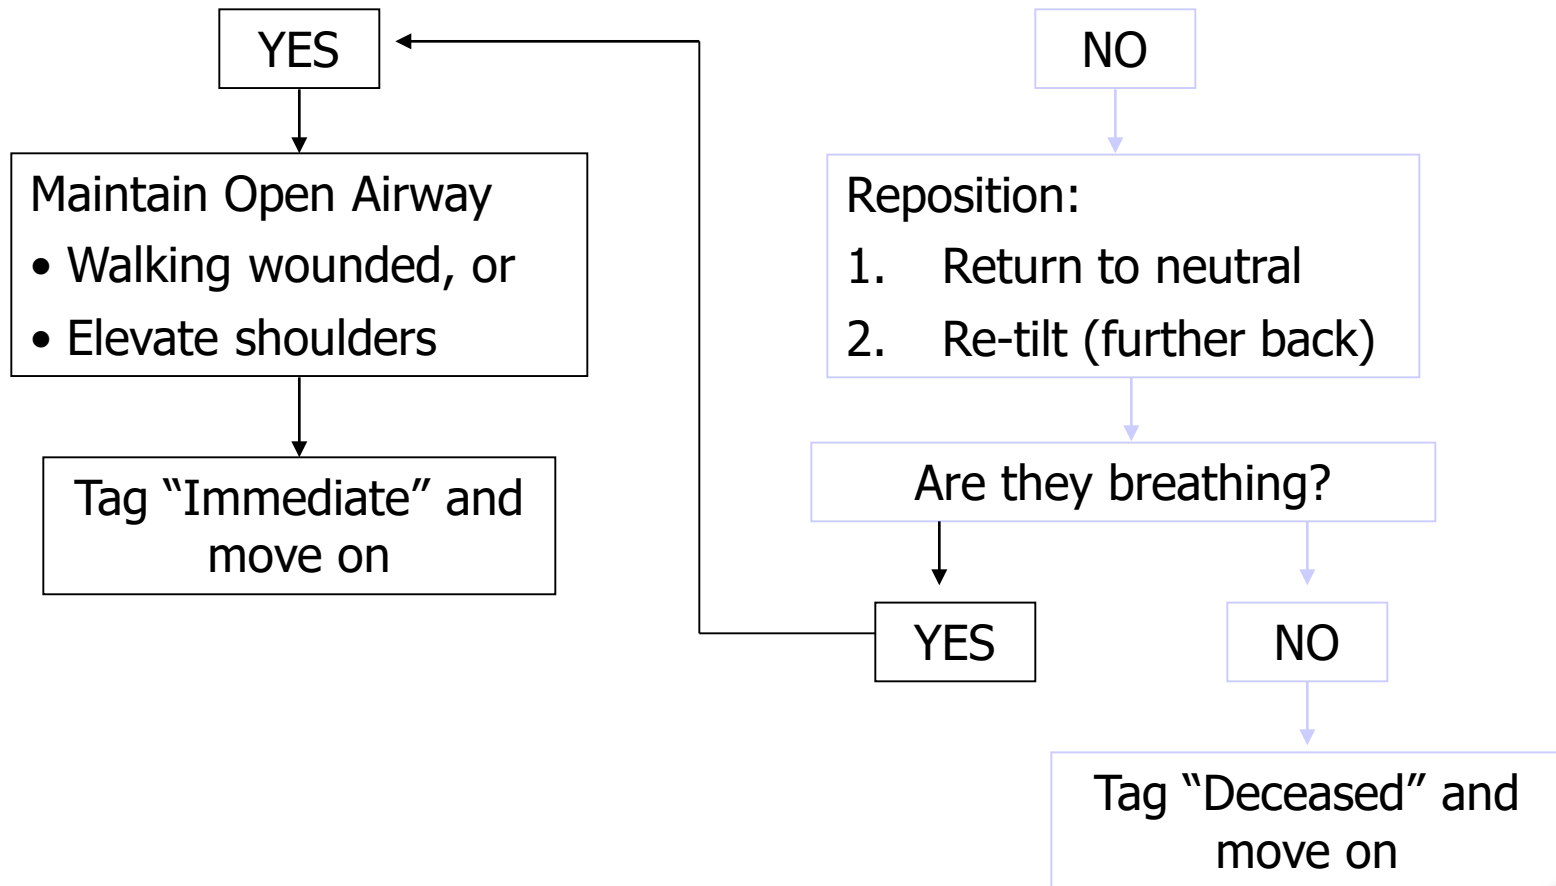 YES
NO
Maintain Open Airway
• Walking wounded, or
• Elevate shoulders
Reposition:
1. Return to neutral
2. Re-tilt (further back)
Tag “Immediate” and
move on
Are they breathing?
YES
NO
Tag “Deceased” and
move on